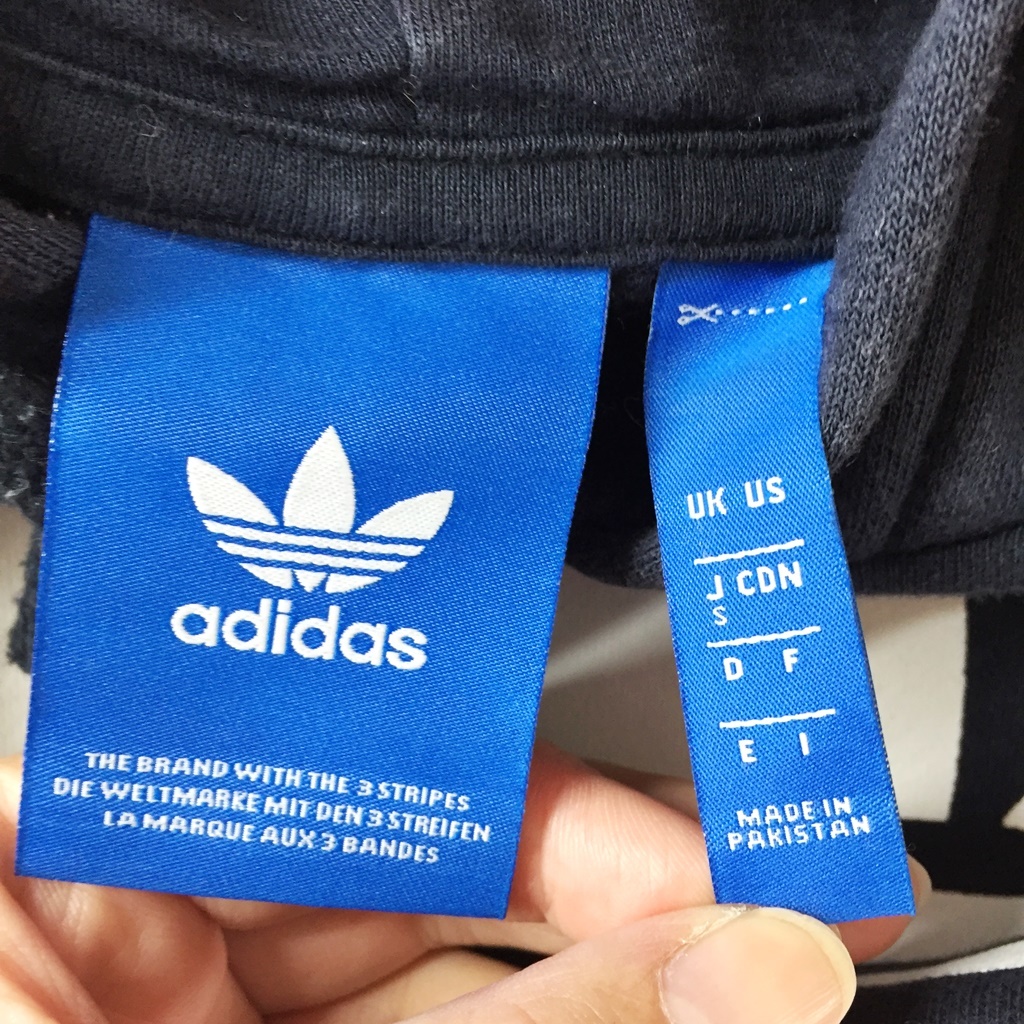 adidas
THE BRAND WITH THE 3 STRIPES
DIE WELTMARKE MIT DEN 3 STREIFEN
LA MARQUE AUX 3 BANDES
UK US
J CDN
S
D F
E I
MADE IN
PAKISTAN